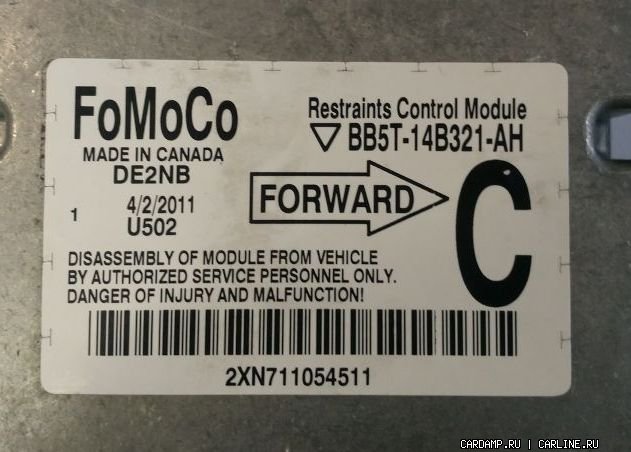 FoMoCo
MADE IN CANADA
DE2NB
1
4/2/2011
U502
Restraints Control Module
BB5T-14B321-AH
FORWARD
C
DISASSEMBLY OF MODULE FROM VEHICLE
BY AUTHORIZED SERVICE PERSONNEL ONLY.
DANGER OF INJURY AND MALFUNCTION!
2XN711054511
CARDAMP.RU | CARLINE.RU